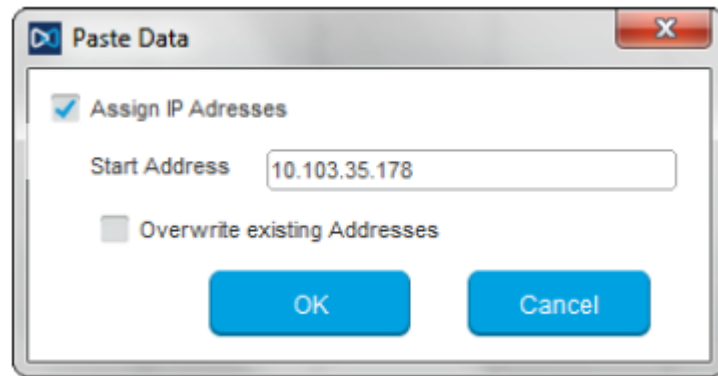 Paste Data
Assign IP Adresses
Start Address 10.103.35.178
Overwrite existing Addresses
OK Cancel